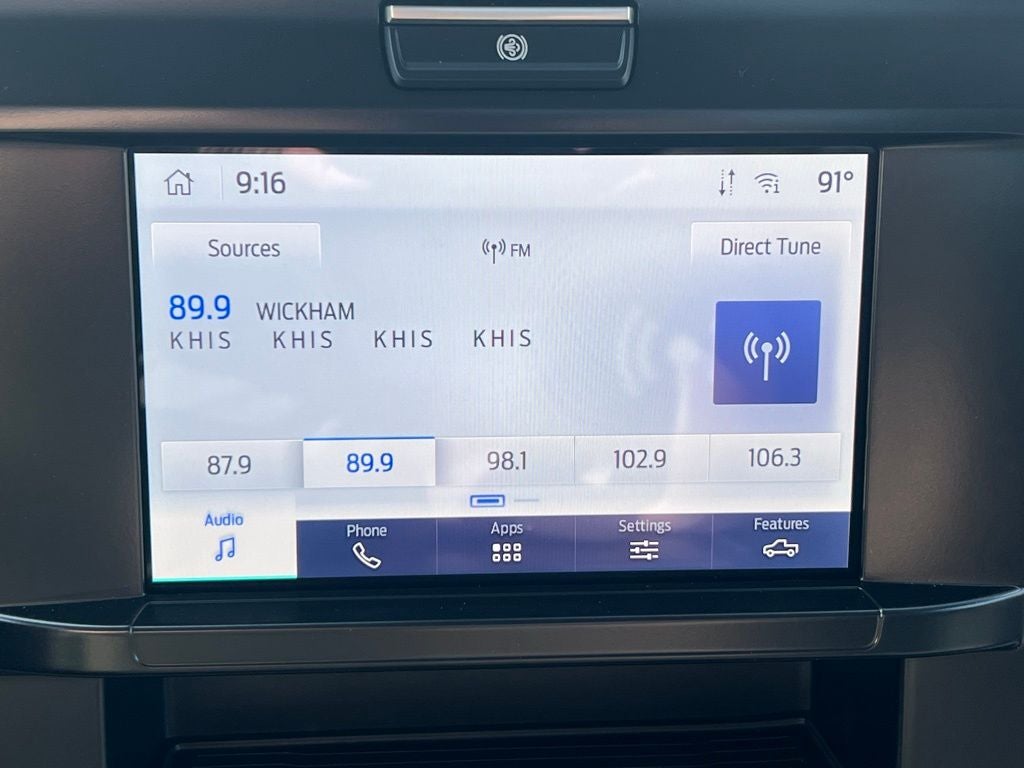 9:16 91°
Sources FM Direct Tune
89.9 WICKHAM
KHIS KHIS KHIS KHIS
87.9 89.9 98.1 102.9 106.3
Audio Phone Apps Settings Features